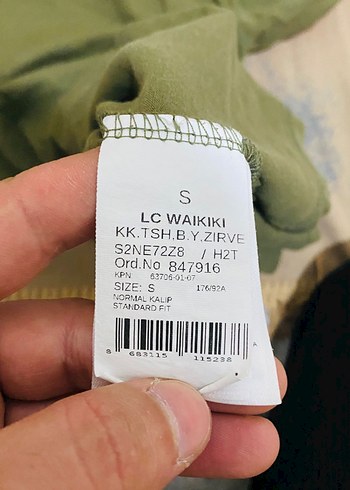 S
LC WAIKIKI
KK.TSH.B.Y.ZIRVE
S2NE72Z8 / H2T
Ord.No 847916
KPN 63706-01-07
SIZE: S 176/92A
NORMAL KALIP
STANDARD FIT
8 683115 115238
A